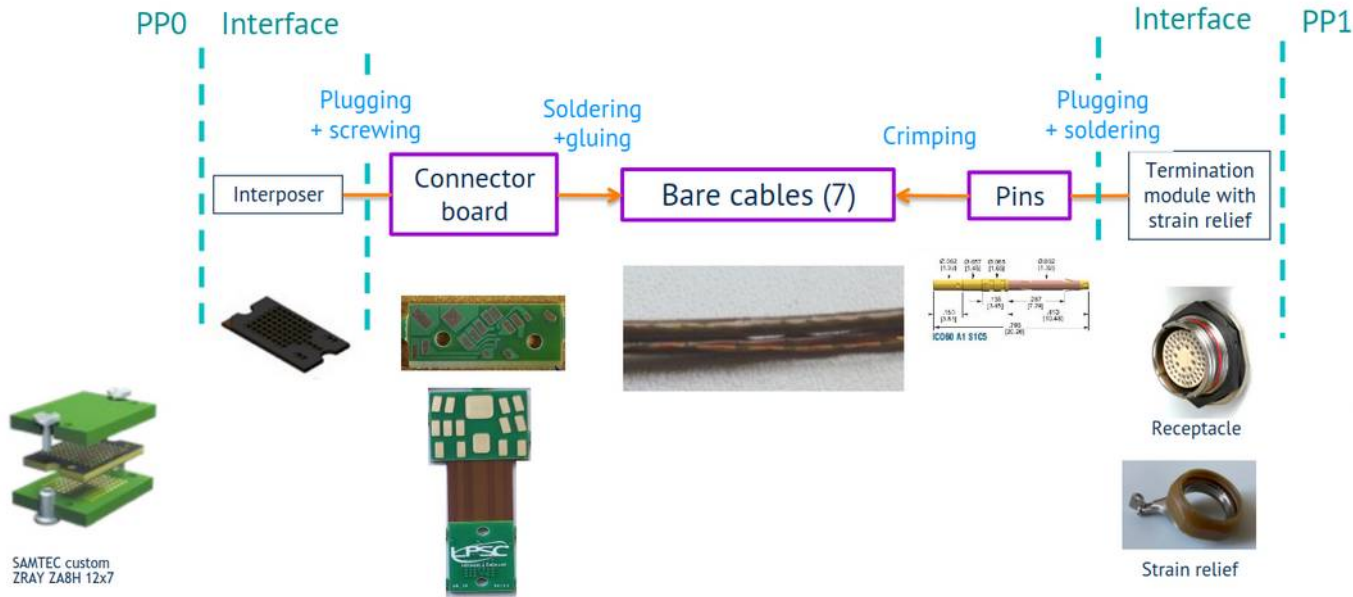 PP0
Interface
Interface
PP1
Plugging
+ screwing
Soldering
+gluing
Crimping
Plugging
+ soldering
Interposer
Connector
board
Bare cables (7)
Pins
Termination
module with
strain relief
ICO60 A1 S1C5
LPSC
Receptacle
Strain relief
SAMTEC custom
ZRAY ZA8H 12x7